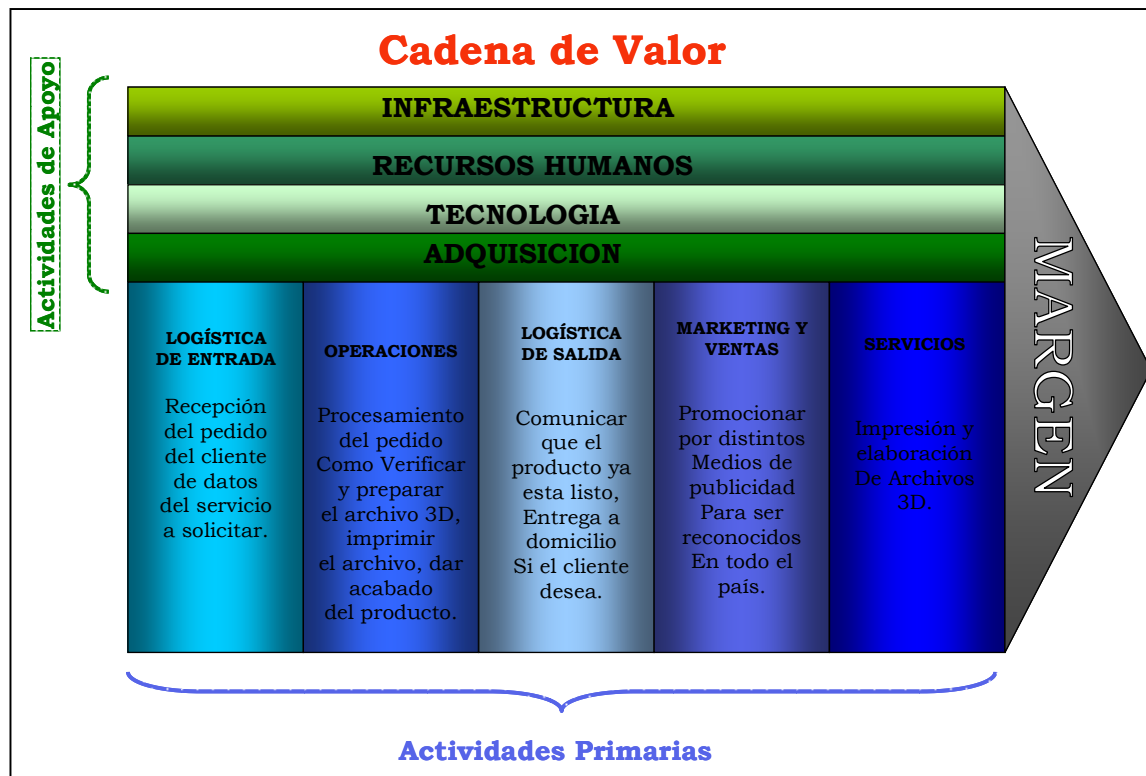 Cadena de Valor
Actividades de Apoyo
INFRAESTRUCTURA
RECURSOS HUMANOS
TECNOLOGIA
ADQUISICION
LOGÍSTICA
DE ENTRADA
Recepción
del pedido
del cliente
de datos
del servicio
a solicitar.
OPERACIONES
Procesamiento
del pedido
Como Verificar
y preparar
el archivo 3D,
imprimir
el archivo, dar
acabado
del producto.
LOGÍSTICA
DE SALIDA
Comunicar
que el
producto ya
esta listo,
Entrega a
domicilio
Si el cliente
desea.
MARKETING Y
VENTAS
Promocionar
por distintos
Medios de
publicidad
Para ser
reconocidos
En todo el
país.
SERVICIOS
Impresión y
elaboración
De Archivos
3D.
MARGEN
Actividades Primarias